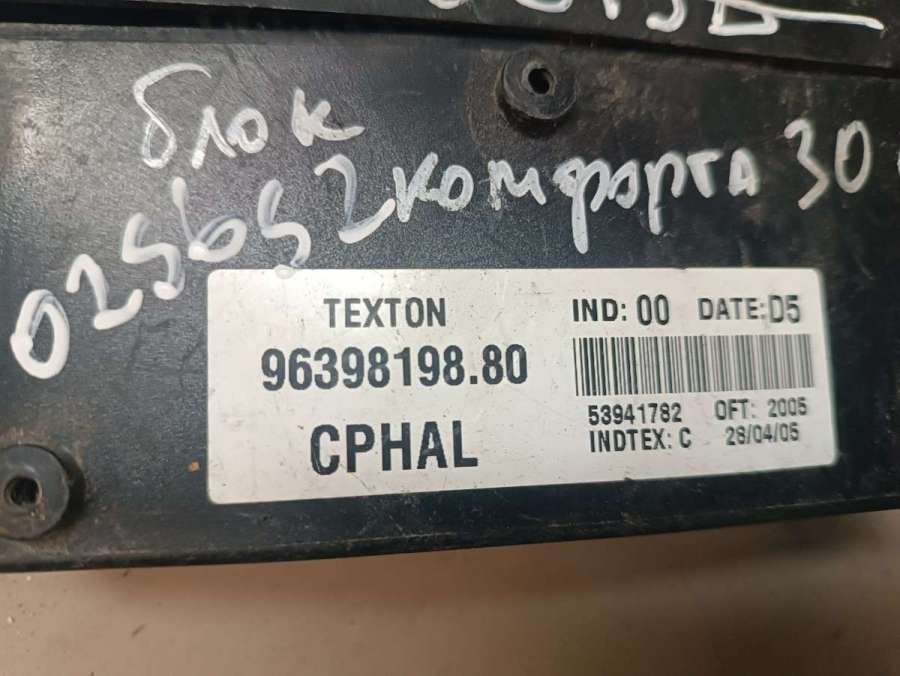 блок
025652 комфорта 30
TEXTON
96398198.80
CPHAL
IND: 00 DATE: D5
53941782 OFT: 2005
INDTEX: C 28/04/05